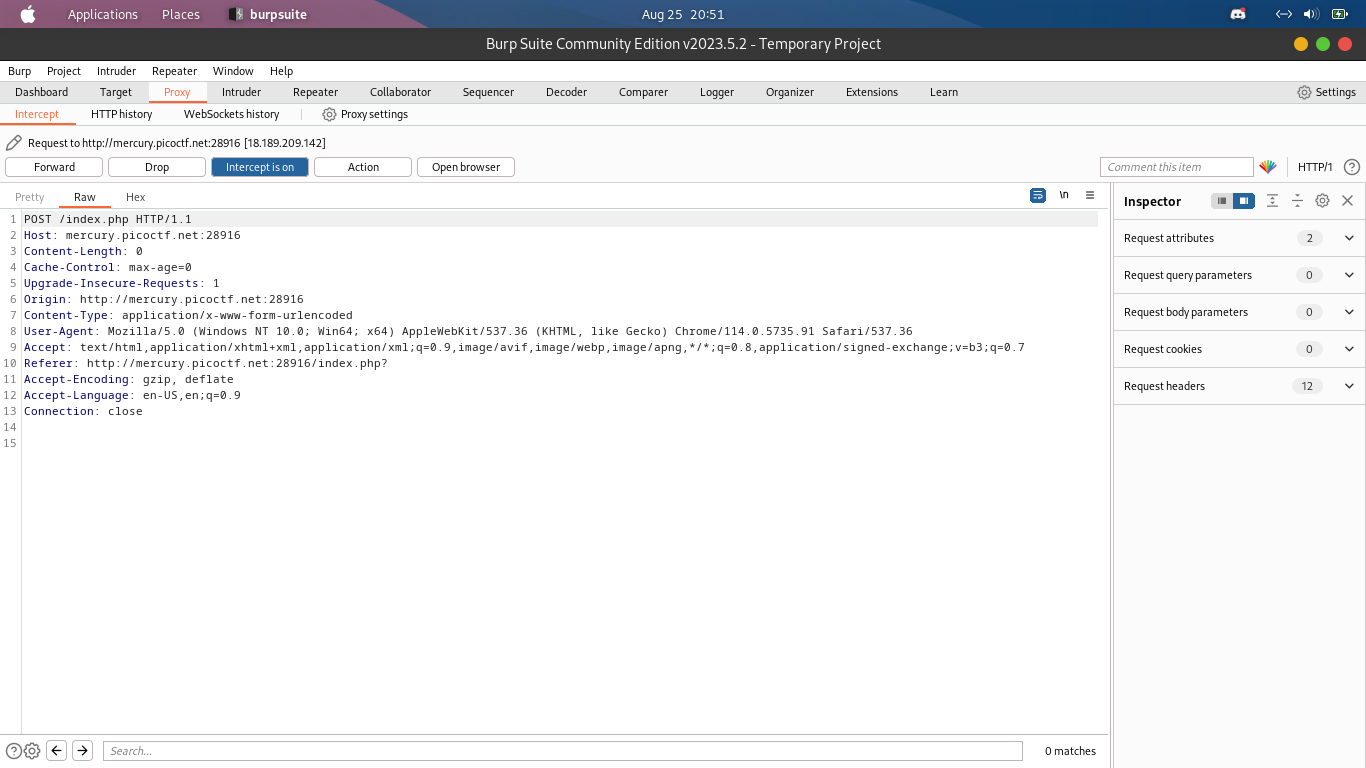 Applications Places burpsuite Aug 25 20:51
Burp Suite Community Edition v2023.5.2 - Temporary Project
Burp Project Intruder Repeater Window Help
Dashboard Target Proxy Intruder Repeater Collaborator Sequencer Decoder Comparer Logger Organizer Extensions Learn Settings
Intercept HTTP history WebSockets history Proxy settings
Request to http://mercury.picoctf.net:28916 [18.189.209.142]
Forward Drop Intercept is on Action Open browser Comment this item HTTP/1 ?
Pretty Raw Hex \n
1 POST /index.php HTTP/1.1
2 Host: mercury.picoctf.net:28916
3 Content-Length: 0
4 Cache-Control: max-age=0
5 Upgrade-Insecure-Requests: 1
6 Origin: http://mercury.picoctf.net:28916
7 Content-Type: application/x-www-form-urlencoded
8 User-Agent: Mozilla/5.0 (Windows NT 10.0; Win64; x64) AppleWebKit/537.36 (KHTML, like Gecko) Chrome/114.0.5735.91 Safari/537.36
9 Accept: text/html,application/xhtml+xml,application/xml;q=0.9,image/avif,image/webp,image/apng,*/*;q=0.8,application/signed-exchange;v=b3;q=0.7
10 Referer: http://mercury.picoctf.net:28916/index.php?
11 Accept-Encoding: gzip, deflate
12 Accept-Language: en-US,en;q=0.9
13 Connection: close
14
15
Inspector
Request attributes 2
Request query parameters 0
Request body parameters 0
Request cookies 0
Request headers 12
? Search... 0 matches